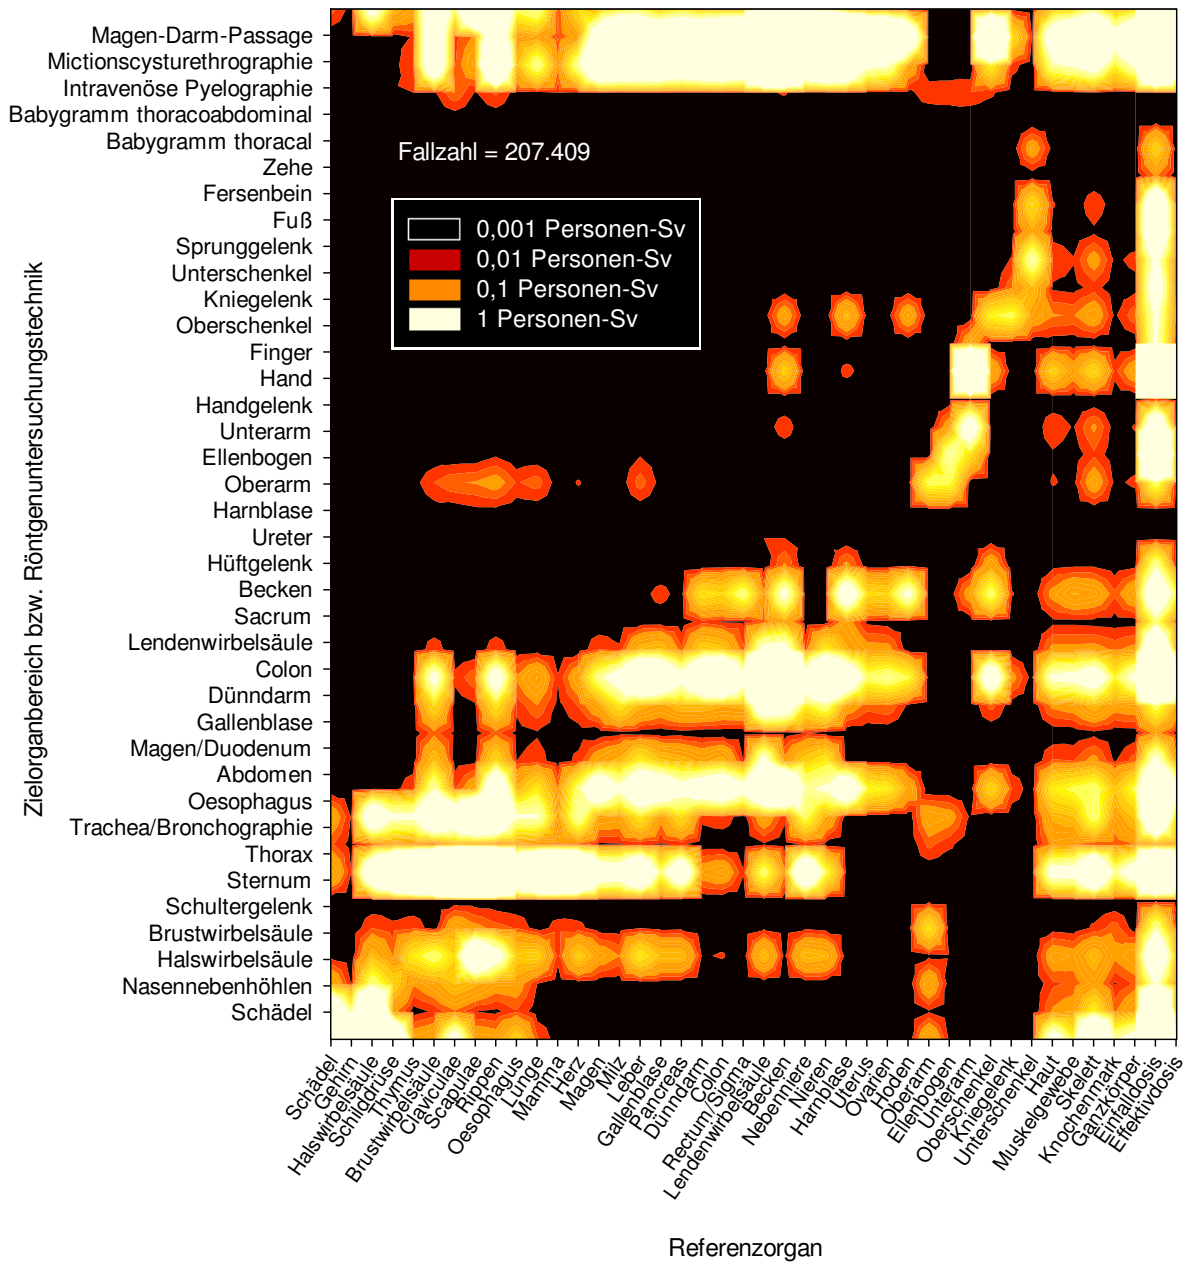 Magen-Darm-Passage
Mictionscysturethrographie
Intravenöse Pyelographie
Babygramm thoracoabdominal
Babygramm thoracal
Zehe
Fersenbein
Fuß
Sprunggelenk
Unterschenkel
Kniegelenk
Oberschenkel
Finger
Hand
Handgelenk
Unterarm
Ellenbogen
Oberarm
Harnblase
Ureter
Hüftgelenk
Becken
Sacrum
Lendenwirbelsäule
Colon
Dünndarm
Gallenblase
Magen/Duodenum
Abdomen
Oesophagus
Trachea/Bronchographie
Thorax
Sternum
Schultergelenk
Brustwirbelsäule
Halswirbelsäule
Nasennebenhöhlen
Schädel
Zielorganbereich bzw. Röntgenuntersuchungstechnik
Fallzahl = 207.409
0,001 Personen-Sv
0,01 Personen-Sv
0,1 Personen-Sv
1 Personen-Sv
Schädel
Gehirn
Halswirbelsäule
Schilddrüse
Thymus
Brustwirbelsäule
Claviculae
Scapulae
Rippen
Oesophagus
Lunge
Mamma
Herz
Magen
Milz
Leber
Gallenblase
Pancreas
Dünndarm
Colon
Rectum/Sigma
Lendenwirbelsäule
Becken
Nebenniere
Nieren
Harnblase
Uterus
Ovarien
Hoden
Oberarm
Ellenbogen
Unterarm
Oberschenkel
Kniegelenk
Unterschenkel
Haut
Muskelgewebe
Skelett
Knochenmark
Ganzkörper
Einfalldosis
Effektivdosis
Referenzorgan